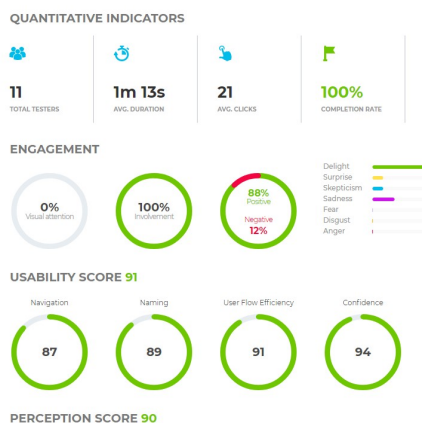 QUANTITATIVE INDICATORS
11
1m 13s
21
100%
TOTAL TESTERS
AVG. DURATION
AVG. CLICKS
COMPLETION RATE
ENGAGEMENT
0%
Visual attention
100%
Involvement
88%
Positive
Negative
12%
Delight
Surprise
Skepticism
Sadness
Fear
Disgust
Anger
USABILITY SCORE 91
Navigation
Naming
User Flow Efficiency
Confidence
87
89
91
94
PERCEPTION SCORE 90